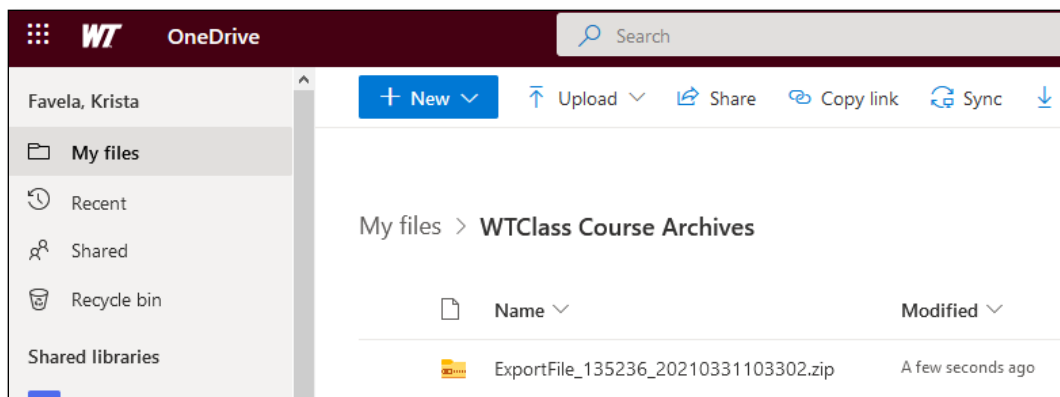 WT OneDrive Search
Favela, Krista
New Upload Share Copy link Sync
My files
Recent
Shared
Recycle bin
Shared libraries
My files > WTClass Course Archives
Name Modified
ExportFile_135236_20210331103302.zip A few seconds ago